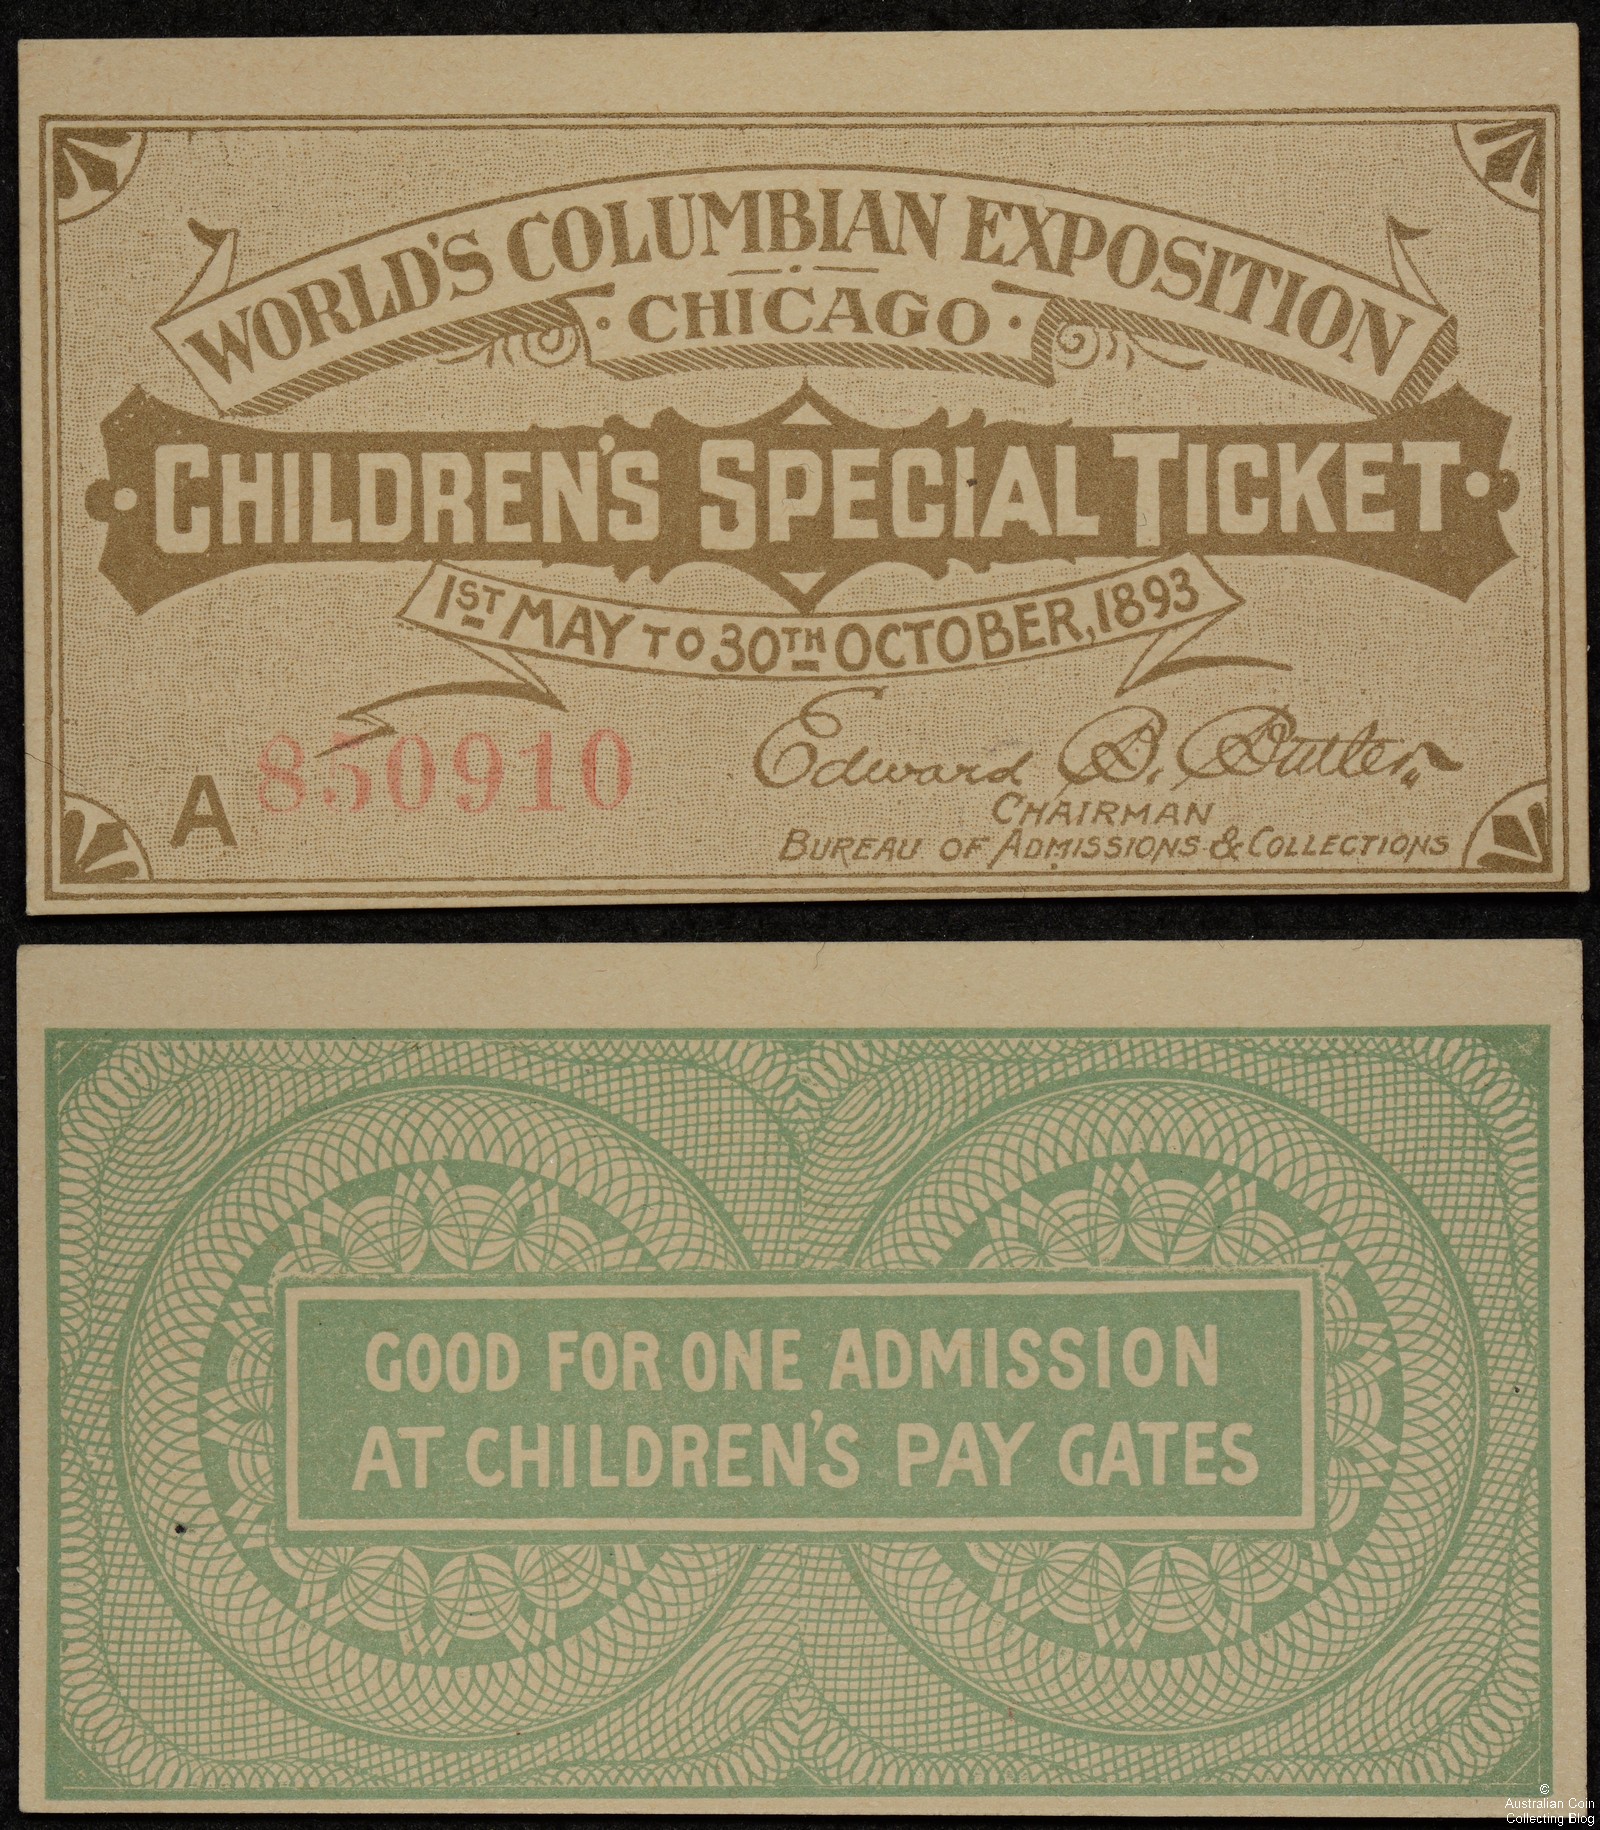 WORLD'S COLUMBIAN EXPOSITION
CHICAGO
CHILDREN'S SPECIAL TICKET
1ST MAY TO 30TH OCTOBER, 1893
A 850910
Edward B. Butler
CHAIRMAN
BUREAU OF ADMISSIONS & COLLECTIONS
GOOD FOR ONE ADMISSION
AT CHILDREN'S PAY GATES
©
Australian Coin
Collecting Blog